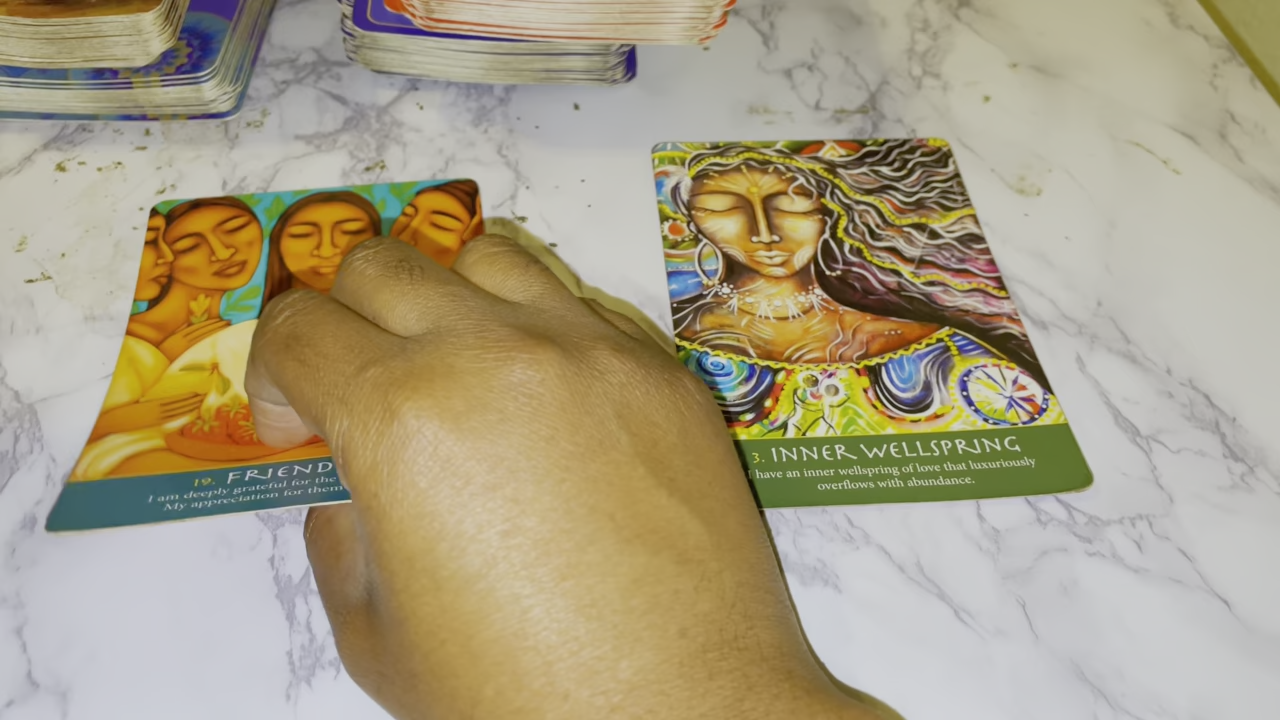 19. FRIEND
I am deeply grateful for the
My appreciation for them
3. INNER WELLSPRING
I have an inner wellspring of love that luxuriously
overflows with abundance.